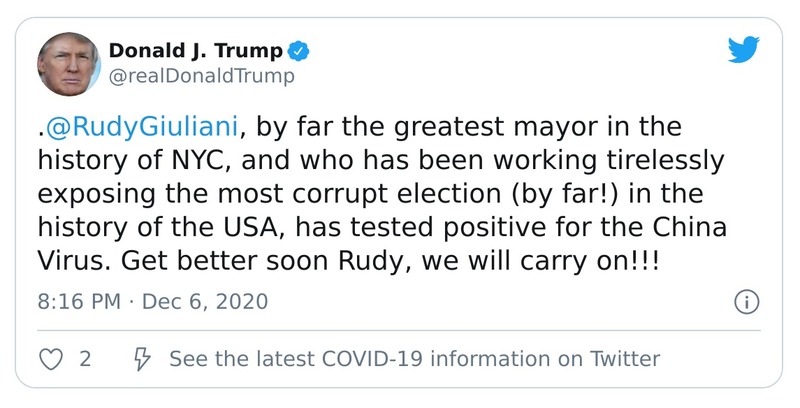 Donald J. Trump
@realDonaldTrump
.@RudyGiuliani, by far the greatest mayor in the
history of NYC, and who has been working tirelessly
exposing the most corrupt election (by far!) in the
history of the USA, has tested positive for the China
Virus. Get better soon Rudy, we will carry on!!!
8:16 PM · Dec 6, 2020
2 See the latest COVID-19 information on Twitter